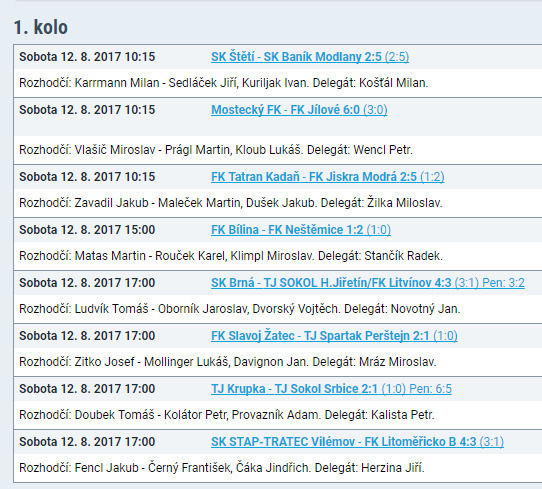 1. kolo
Sobota 12. 8. 2017 10:15 SK Štětí - SK Baník Modlany 2:5 (2:5)
Rozhodčí: Karrmann Milan - Sedláček Jiří, Kuriljak Ivan. Delegát: Košťál Milan.
Sobota 12. 8. 2017 10:15 Mostecký FK - FK Jílové 6:0 (3:0)
Rozhodčí: Vlašič Miroslav - Prágl Martin, Kloub Lukáš. Delegát: Wencl Petr.
Sobota 12. 8. 2017 10:15 FK Tatran Kadaň - FK Jiskra Modrá 2:5 (1:2)
Rozhodčí: Zavadil Jakub - Maleček Martin, Dušek Jakub. Delegát: Žilka Miloslav.
Sobota 12. 8. 2017 15:00 FK Bílina - FK Neštěmice 1:2 (1:0)
Rozhodčí: Matas Martin - Rouček Karel, Klimpl Miroslav. Delegát: Stančík Radek.
Sobota 12. 8. 2017 17:00 SK Brná - TJ SOKOL H.Jiřetín/FK Litvínov 4:3 (3:1) Pen: 3:2
Rozhodčí: Ludvík Tomáš - Oborník Jaroslav, Dvorský Vojtěch. Delegát: Novotný Jan.
Sobota 12. 8. 2017 17:00 FK Slavoj Žatec - TJ Spartak Perštejn 2:1 (1:0)
Rozhodčí: Zitko Josef - Mollinger Lukáš, Davignon Jan. Delegát: Mráz Miroslav.
Sobota 12. 8. 2017 17:00 TJ Krupka - TJ Sokol Srbice 2:1 (1:0) Pen: 6:5
Rozhodčí: Doubek Tomáš - Kolátor Petr, Provazník Adam. Delegát: Kalista Petr.
Sobota 12. 8. 2017 17:00 SK STAP-TRATEC Vilémov - FK Litoměřicko B 4:3 (3:1)
Rozhodčí: Fencl Jakub - Černý František, Čáka Jindřich. Delegát: Herzina Jiří.